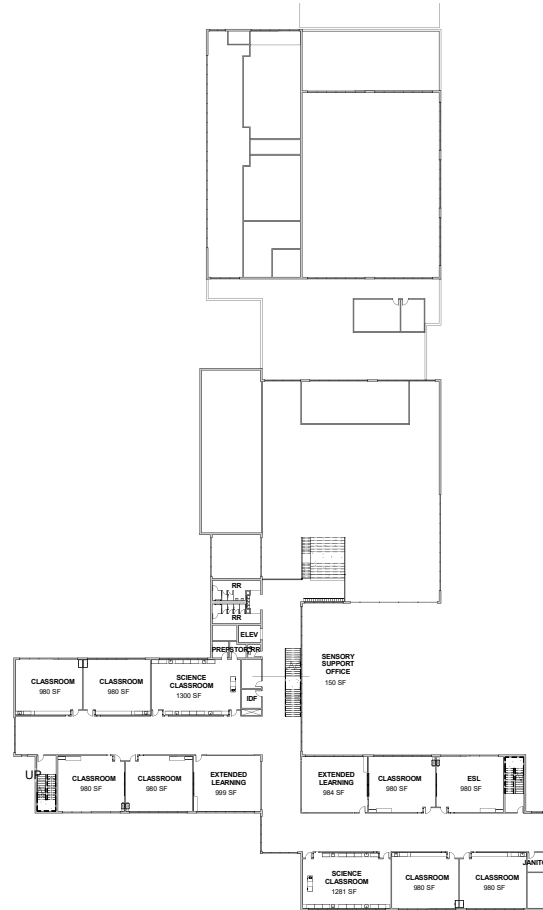 RR
RR
ELEV
PREP
STOR
RR
SENSORY
SUPPORT
OFFICE
150 SF
CLASSROOM
980 SF
CLASSROOM
980 SF
SCIENCE
CLASSROOM
1300 SF
IDF
UP
CLASSROOM
980 SF
CLASSROOM
980 SF
EXTENDED
LEARNING
999 SF
EXTENDED
LEARNING
984 SF
CLASSROOM
980 SF
ESL
980 SF
SCIENCE
CLASSROOM
1281 SF
CLASSROOM
980 SF
CLASSROOM
980 SF
JANITO